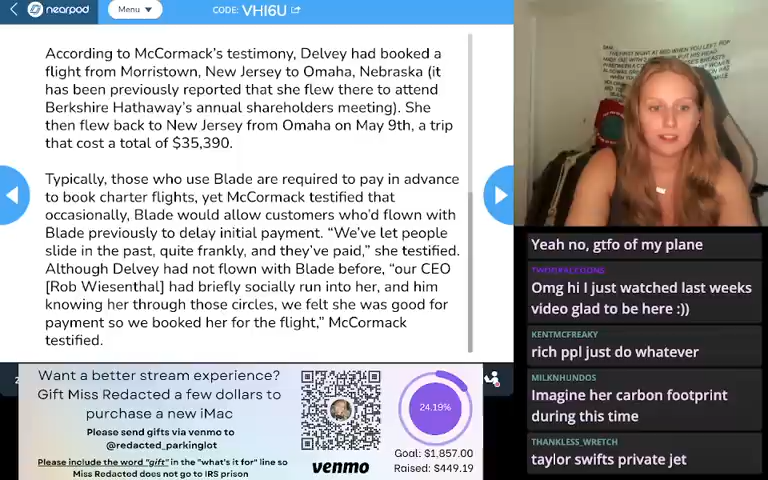 nearpod
Menu
CODE: VHI6U
According to McCormack's testimony, Delvey had booked a
flight from Morristown, New Jersey to Omaha, Nebraska (it
has been previously reported that she flew there to attend
Berkshire Hathaway's annual shareholders meeting). She
then flew back to New Jersey from Omaha on May 9th, a trip
that cost a total of $35,390.
Typically, those who use Blade are required to pay in advance
to book charter flights, yet McCormack testified that
occasionally, Blade would allow customers who'd flown with
Blade previously to delay initial payment. “We've let people
slide in the past, quite frankly, and they've paid,” she testified.
Although Delvey had not flown with Blade before, “our CEO
[Rob Wiesenthal] had briefly socially run into her, and him
knowing her through those circles, we felt she was good for
payment so we booked her for the flight,” McCormack
testified.
Want a better stream experience?
Gift Miss Redacted a few dollars to
purchase a new iMac
Please send gifts via venmo to
@redacted_parkinglot
Please include the word "gift" in the "what's it for" line so
Miss Redacted does not go to IRS prison
venmo
24.19%
Goal: $1,857.00
Raised: $449.19
Yeah no, gtfo of my plane
Omg hi I just watched last weeks
video glad to be here :))
KENTMCFREAKY
rich ppl just do whatever
MILKNHUNDOS
Imagine her carbon footprint
during this time
THANKLESS_WRETCH
taylor swifts private jet